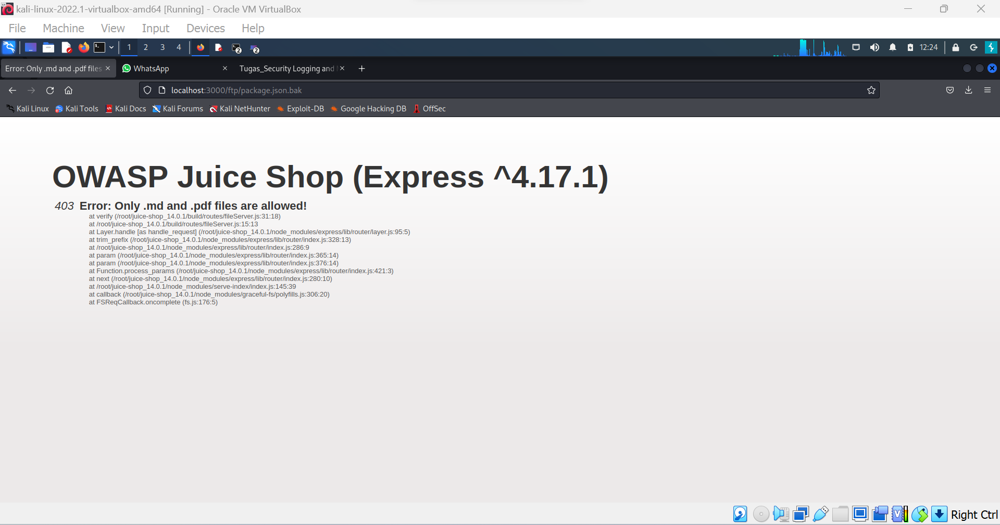 kali-linux-2022.1-virtualbox-amd64 [Running] - Oracle VM VirtualBox
File Machine View Input Devices Help
1 2 3 4 2 2 12:24
Error: Only .md and .pdf files WhatsApp Tugas_Security Logging and
localhost:3000/ftp/package.json.bak
Kali Linux Kali Tools Kali Docs Kali Forums Kali NetHunter Exploit-DB Google Hacking DB OffSec
OWASP Juice Shop (Express ^4.17.1)
403 Error: Only .md and .pdf files are allowed!
at verify (/root/juice-shop_14.0.1/build/routes/fileServer.js:31:18)
at /root/juice-shop_14.0.1/build/routes/fileServer.js:15:13
at Layer.handle [as handle_request] (/root/juice-shop_14.0.1/node_modules/express/lib/router/layer.js:95:5)
at trim_prefix (/root/juice-shop_14.0.1/node_modules/express/lib/router/index.js:328:13)
at /root/juice-shop_14.0.1/node_modules/express/lib/router/index.js:286:9
at param (/root/juice-shop_14.0.1/node_modules/express/lib/router/index.js:365:14)
at param (/root/juice-shop_14.0.1/node_modules/express/lib/router/index.js:376:14)
at Function.process_params (/root/juice-shop_14.0.1/node_modules/express/lib/router/index.js:421:3)
at next (/root/juice-shop_14.0.1/node_modules/express/lib/router/index.js:280:10)
at /root/juice-shop_14.0.1/node_modules/serve-index/index.js:145:39
at callback (/root/juice-shop_14.0.1/node_modules/graceful-fs/polyfills.js:306:20)
at FSReqCallback.oncomplete (fs.js:176:5)
Right Ctrl